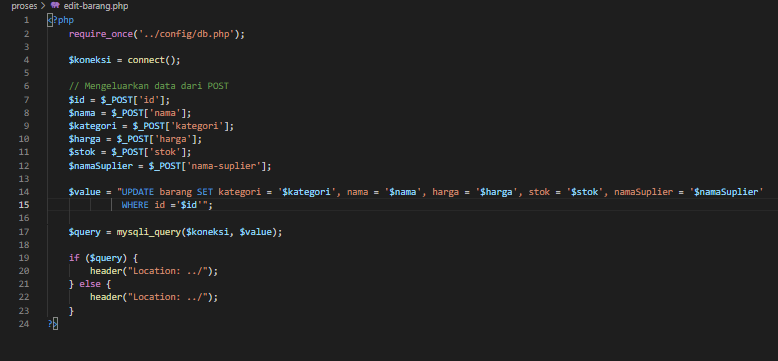 proses > edit-barang.php
1 <?php
2 require_once('../config/db.php');
3
4 $koneksi = connect();
5
6 // Mengeluarkan data dari POST
7 $id = $_POST['id'];
8 $nama = $_POST['nama'];
9 $kategori = $_POST['kategori'];
10 $harga = $_POST['harga'];
11 $stok = $_POST['stok'];
12 $namaSuplier = $_POST['nama-suplier'];
13
14 $value = "UPDATE barang SET kategori = '$kategori', nama = '$nama', harga = '$harga', stok = '$stok', namaSuplier = '$namaSuplier'
15 WHERE id ='$id'";
16
17 $query = mysqli_query($koneksi, $value);
18
19 if ($query) {
20 header("Location: ../");
21 } else {
22 header("Location: ../");
23 }
24 ?>